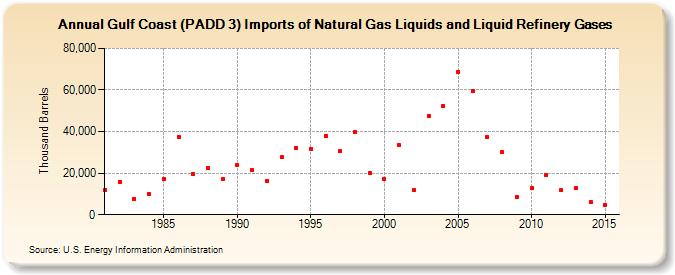 Annual Gulf Coast (PADD 3) Imports of Natural Gas Liquids and Liquid Refinery Gases
Thousand Barrels
80,000
60,000
40,000
20,000
0
1985 1990 1995 2000 2005 2010 2015
Source: U.S. Energy Information Administration